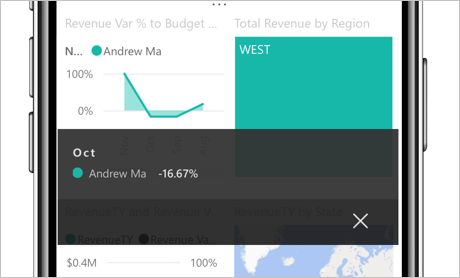 Revenue Var % to Budget ...
Total Revenue by Region
N... Andrew Ma
WEST
100%
0%
Oct
Andrew Ma -16.67%
RevenueTY and Revenue V...
Revenue by State
RevenueTY Revenue Va...
$0.4M 100%